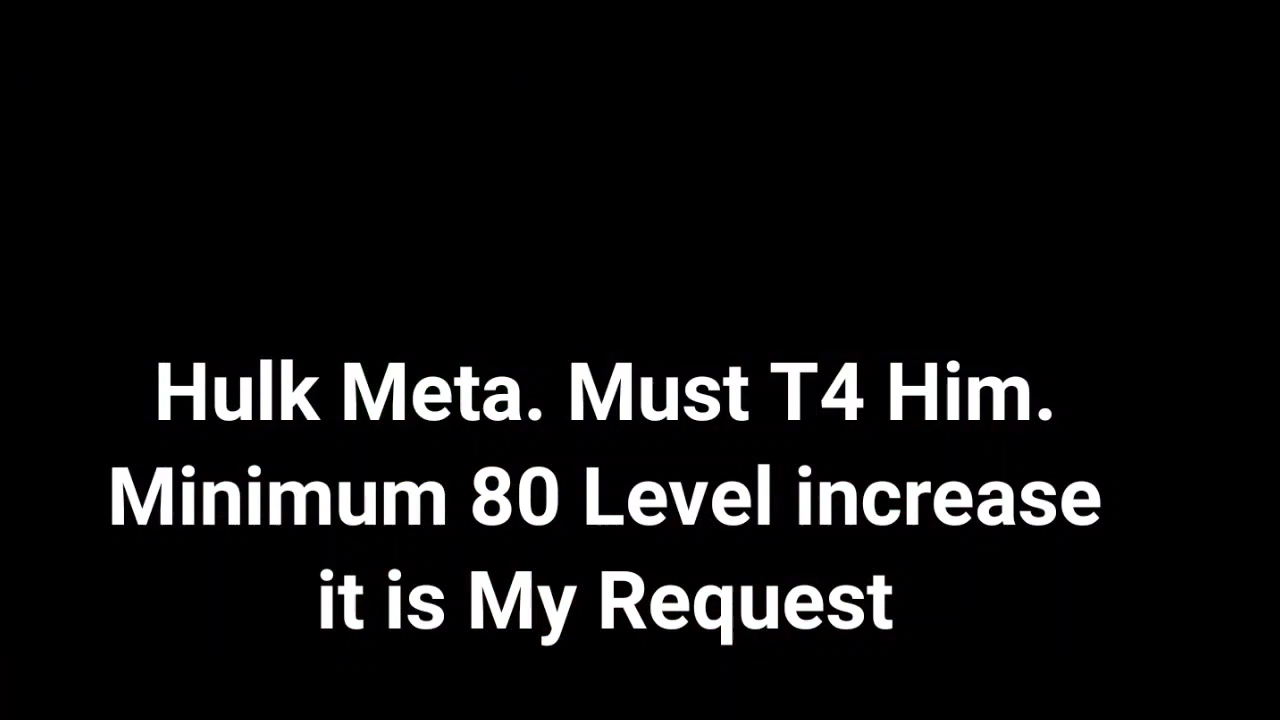 Hulk Meta. Must T4 Him.
Minimum 80 Level increase
it is My Request